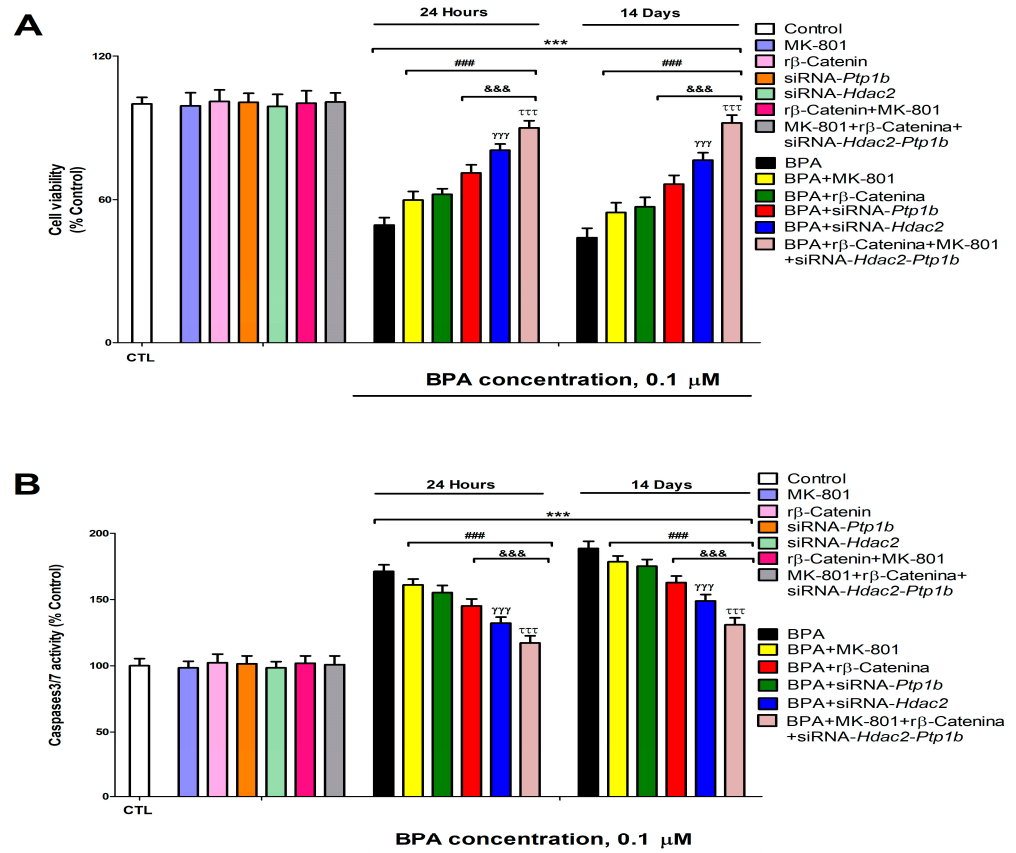 A
24 Hours
14 Days
***
###
###
&&&
&&&
τττ
τττ
γγγ
γγγ
120
60
0
Cell viability
(% Control)
CTL
BPA concentration, 0.1 μM
Control
MK-801
rβ-Catenin
siRNA-Ptp1b
siRNA-Hdac2
rβ-Catenin+MK-801
MK-801+rβ-Catenina+
siRNA-Hdac2-Ptp1b
BPA
BPA+MK-801
BPA+rβ-Catenina
BPA+siRNA-Ptp1b
BPA+siRNA-Hdac2
BPA+rβ-Catenina+MK-801
+siRNA-Hdac2-Ptp1b
B
24 Hours
14 Days
***
###
###
&&&
&&&
γγγ
γγγ
τττ
τττ
200
150
100
50
0
Caspases3/7 activity (% Control)
CTL
BPA concentration, 0.1 μM
Control
MK-801
rβ-Catenin
siRNA-Ptp1b
siRNA-Hdac2
rβ-Catenin+MK-801
MK-801+rβ-Catenina+
siRNA-Hdac2-Ptp1b
BPA
BPA+MK-801
BPA+rβ-Catenina
BPA+siRNA-Ptp1b
BPA+siRNA-Hdac2
BPA+MK-801+rβ-Catenina
+siRNA-Hdac2-Ptp1b